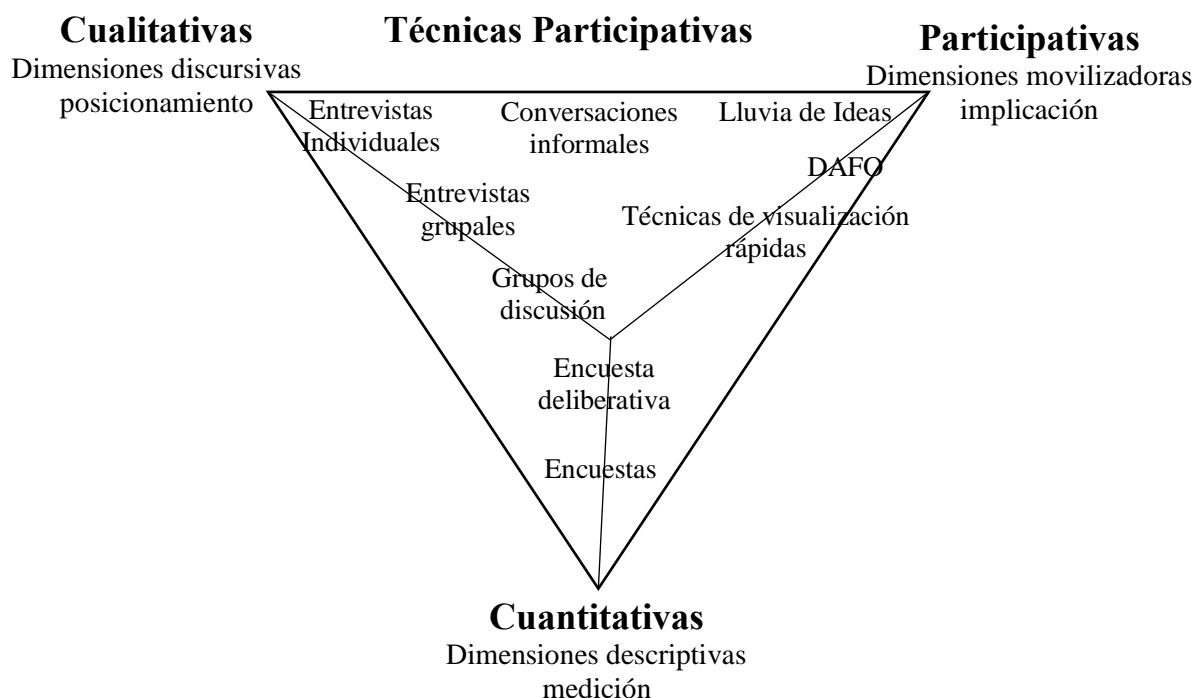 Cualitativas
Dimensiones discursivas
posicionamiento
Técnicas Participativas
Participativas
Dimensiones movilizadoras
implicación
Entrevistas
Individuales
Conversaciones
informales
Lluvia de Ideas
DAFO
Entrevistas
grupales
Técnicas de visualización
rápidas
Grupos de
discusión
Encuesta
deliberativa
Encuestas
Cuantitativas
Dimensiones descriptivas
medición